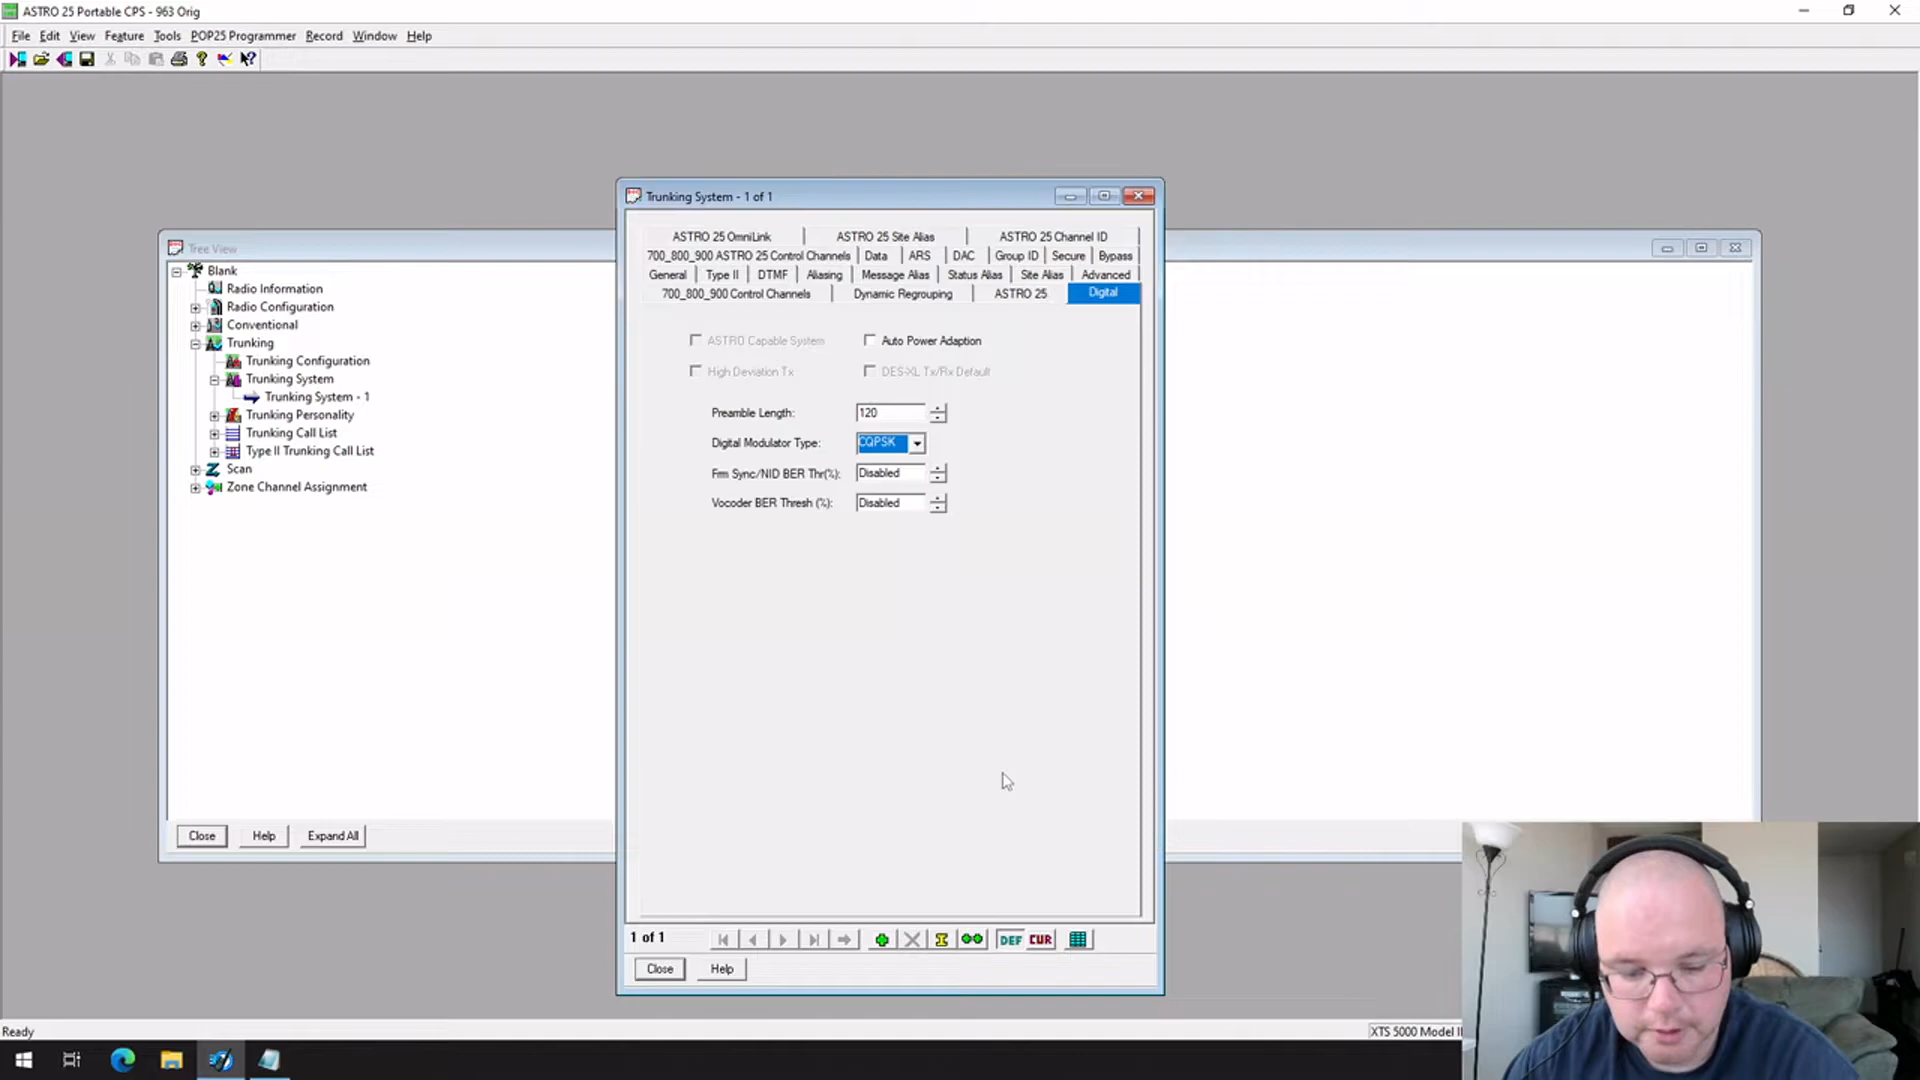 ASTRO 25 Portable CPS - 963 Orig
File Edit View Feature Tools POP25 Programmer Record Window Help
Trunking System - 1 of 1
ASTRO 25 OmniLink ASTRO 25 Site Alias ASTRO 25 Channel ID
700_800_900 ASTRO 25 Control Channels Data ARS DAC Group ID Secure Bypass
General Type II DTMF Aliasing Message Alias Status Alias Site Alias Advanced
700_800_900 Control Channels Dynamic Regrouping ASTRO 25 Digital
Tree View
Blank
Radio Information
Radio Configuration
Conventional
Trunking
Trunking Configuration
Trunking System
Trunking System - 1
Trunking Personality
Trunking Call List
Type II Trunking Call List
Scan
Zone Channel Assignment
ASTRO Capable System Auto Power Adaption
High Deviation Tx DES-XL Tx/Rx Default
Preamble Length: 120
Digital Modulator Type: CQPSK
Frm Sync/NID BER Thr(%): Disabled
Vocoder BER Thresh (%): Disabled
Close Help Expand All
1 of 1 DEF CUR
Close Help
Ready
XTS 5000 Model II